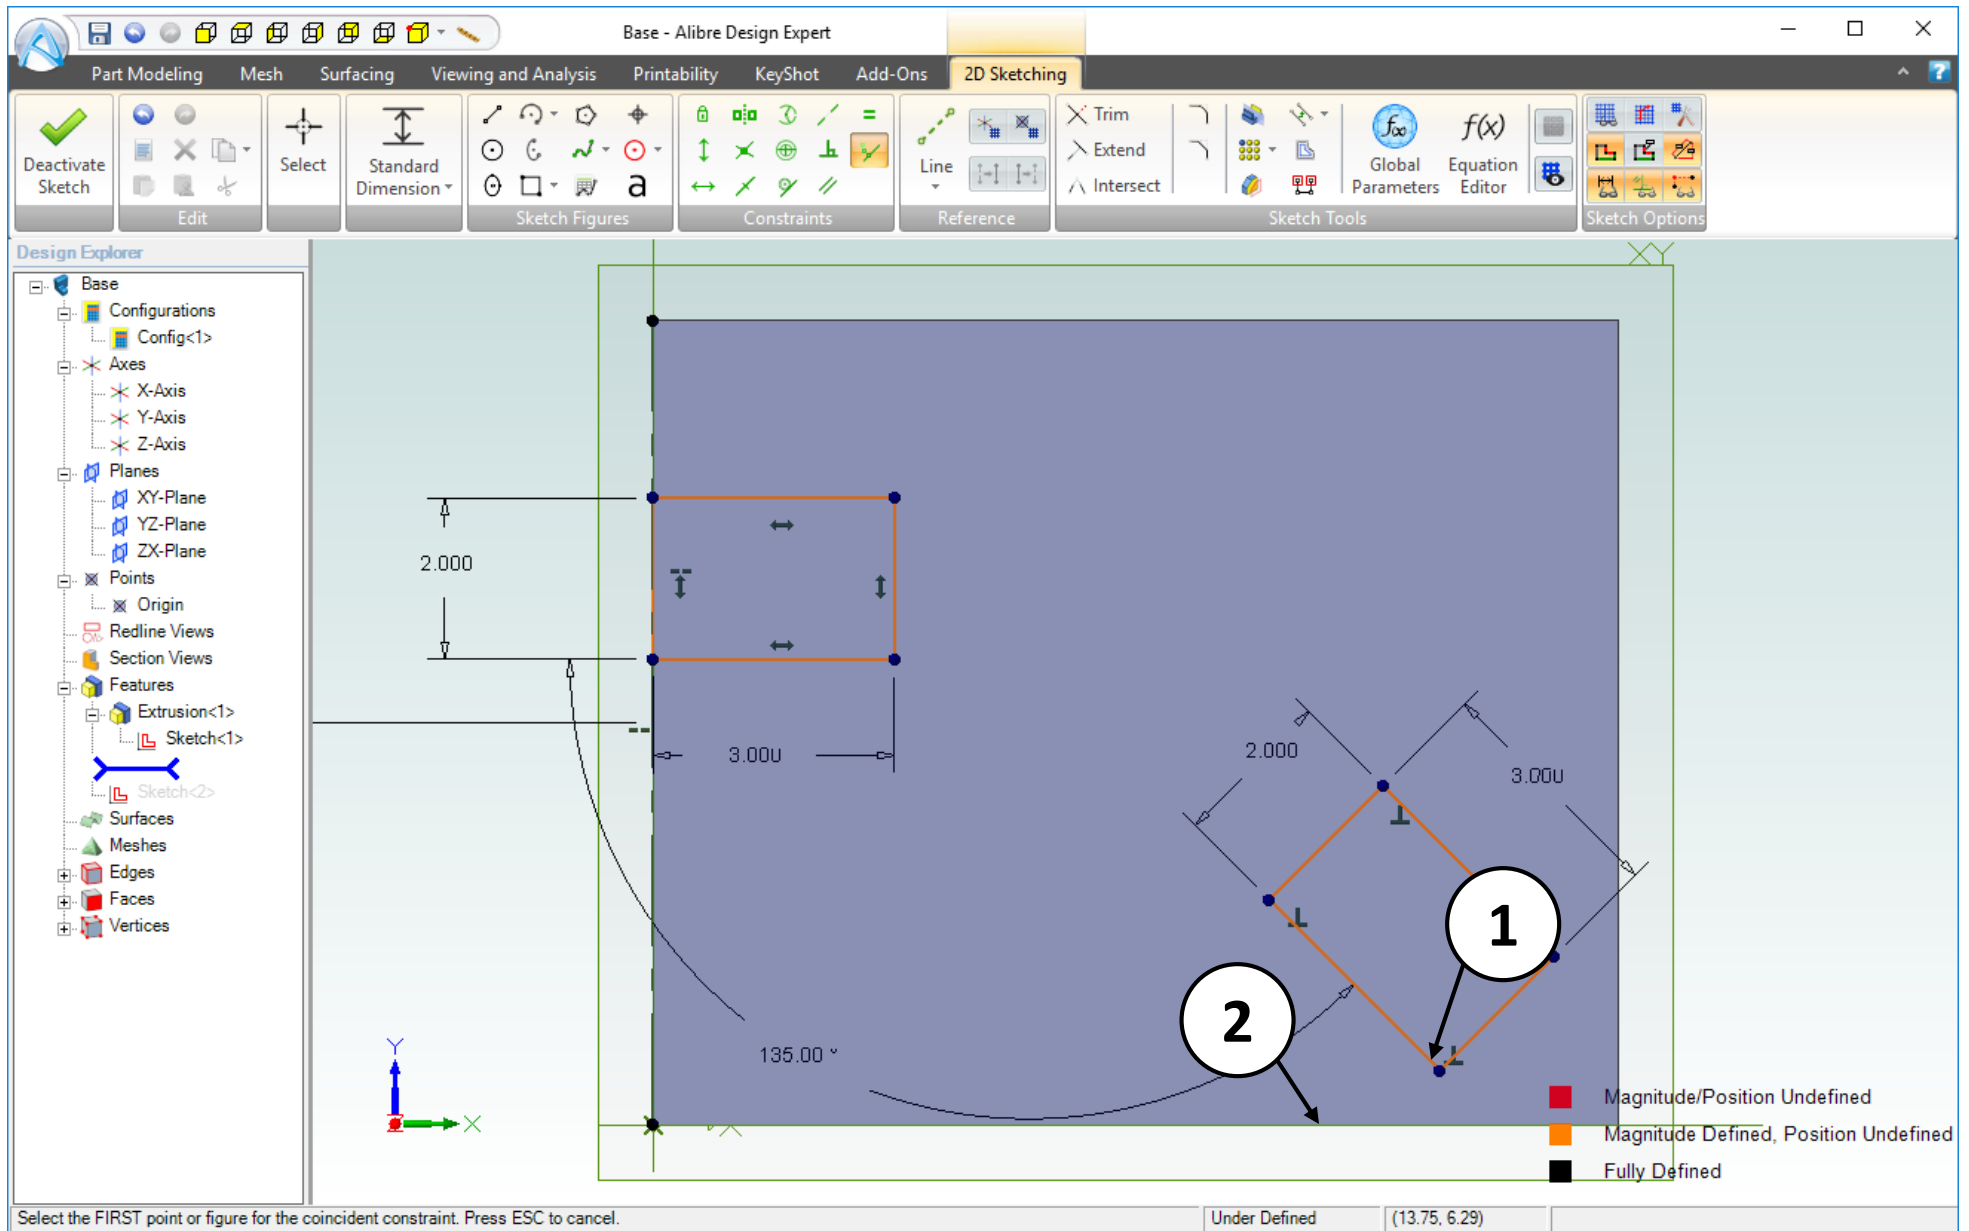 Base - Alibre Design Expert
Part Modeling Mesh Surfacing Viewing and Analysis Printability KeyShot Add-Ons 2D Sketching
Deactivate Sketch
Edit
Select
Standard Dimension
a
Sketch Figures
Constraints
Line
Reference
Trim
Extend
Intersect
Global Parameters
f(x)
Equation Editor
Sketch Tools
Sketch Options
Design Explorer
Base
Configurations
Config<1>
Axes
X-Axis
Y-Axis
Z-Axis
Planes
XY-Plane
YZ-Plane
ZX-Plane
Points
Origin
Redline Views
Section Views
Features
Extrusion<1>
Sketch<1>
Sketch<2>
Surfaces
Meshes
Edges
Faces
Vertices
XY
2.000
3.00U
2.000
3.00U
1
2
135.00 °
Y
X
X
Magnitude/Position Undefined
Magnitude Defined, Position Undefined
Fully Defined
Select the FIRST point or figure for the coincident constraint. Press ESC to cancel.
Under Defined
(13.75, 6.29)